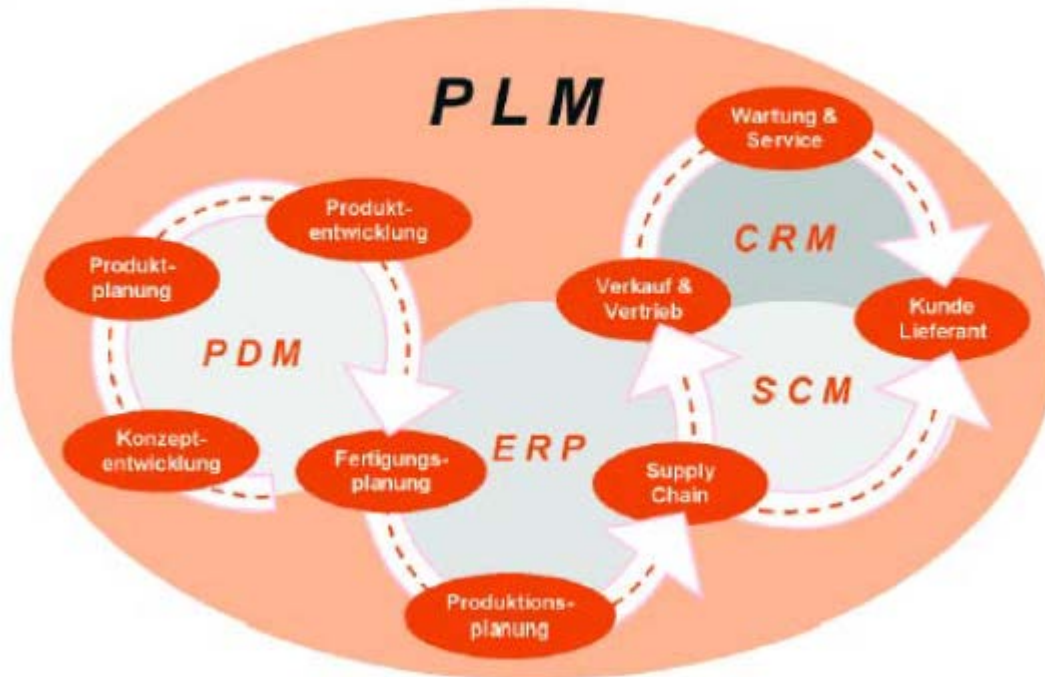 PLM
Wartung &
Service
Produkt-
entwicklung
CRM
Produkt-
planung
Verkauf &
Vertrieb
Kunde
Lieferant
PDM
SCM
Konzept-
entwicklung
Fertigungs-
planung
ERP
Supply
Chain
Produktions-
planung